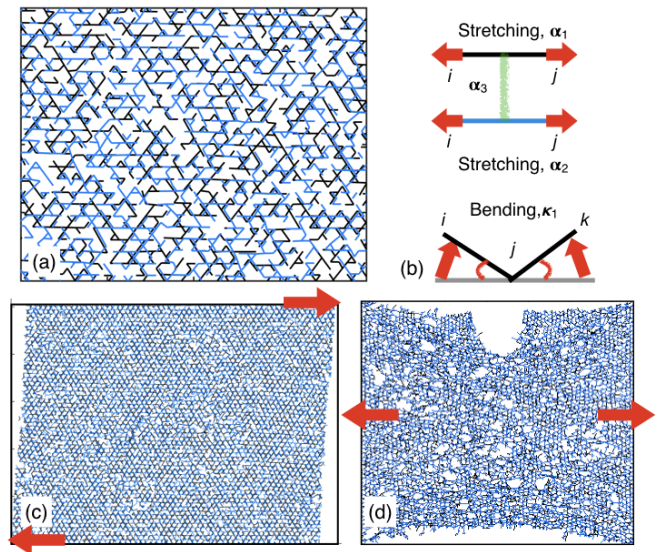 (a)
Stretching, α₁
i j
α₃
i j
Stretching, α₂
Bending,κ₁
i j k
(b)
(c)
(d)